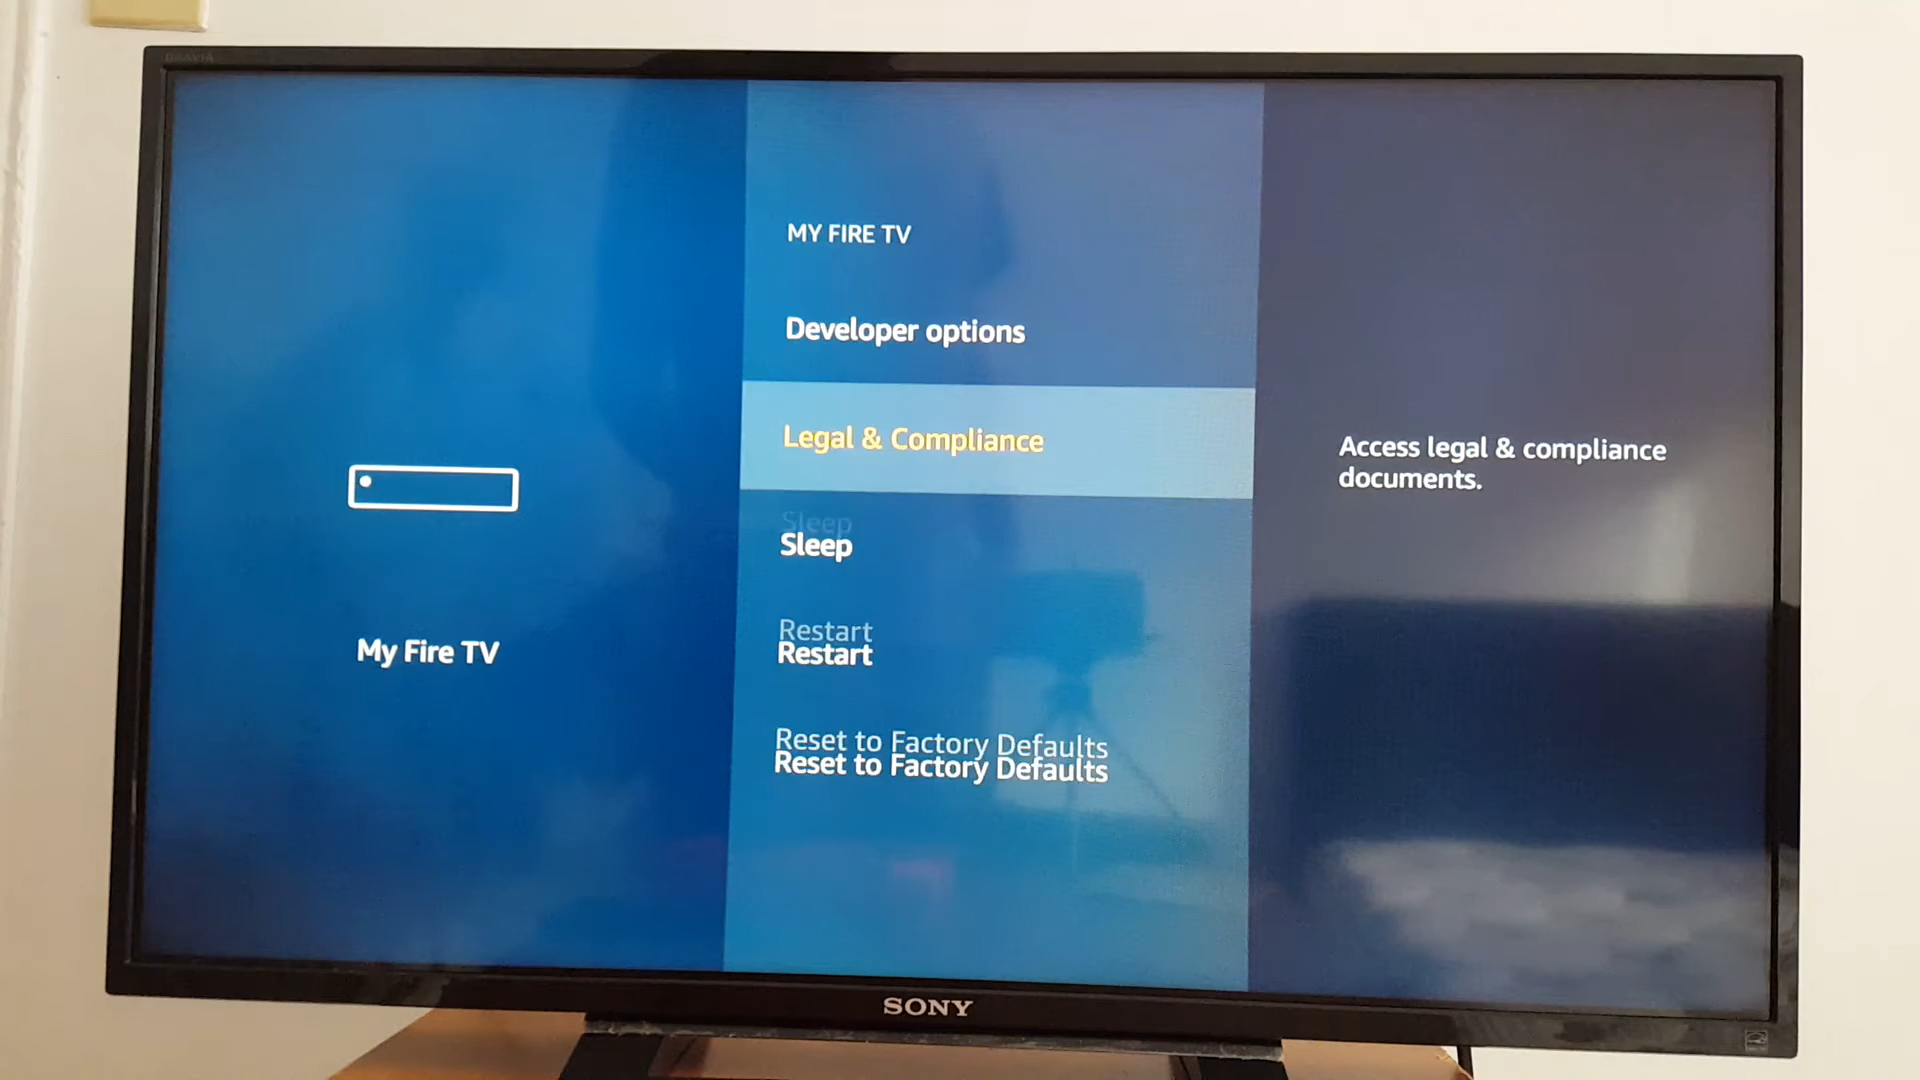 BRAVIA
MY FIRE TV
Developer options
Legal & Compliance
Sleep
Sleep
Restart
Restart
Reset to Factory Defaults
Reset to Factory Defaults
My Fire TV
Access legal & compliance
documents.
SONY